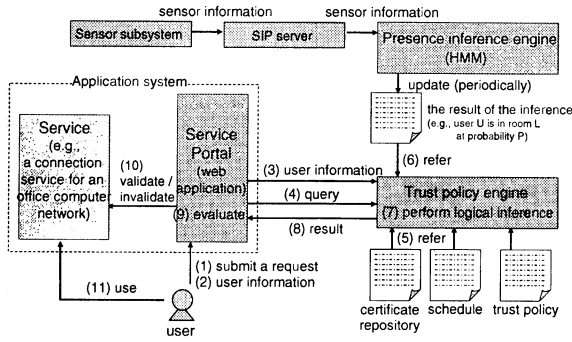 sensor information
sensor information
Sensor subsystem
SIP server
Presence inference engine
(HMM)
Application system
update (periodically)
the result of the inference
(e.g., user U is in room L
at probability P)
Service
(e.g.,
a connection
service for an
office computer
network)
(10)
validate /
invalidate
Service
Portal
(web
application)
(9) evaluate
(3) user information
(4) query
(8) result
(6) refer
Trust policy engine
(7) perform logical inference
(5) refer
(1) submit a request
(2) user information
(11) use
user
certificate
repository
schedule
trust policy